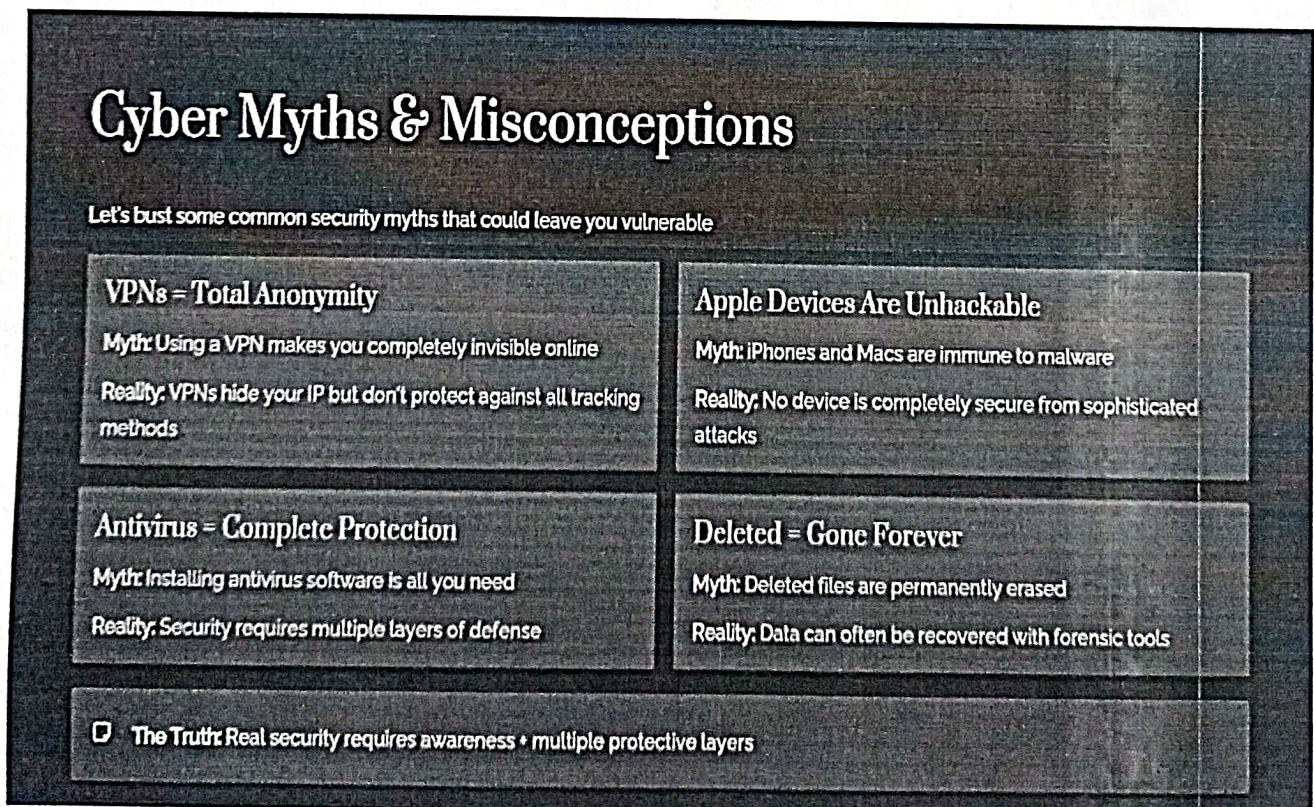 Cyber Myths & Misconceptions
Let's bust some common security myths that could leave you vulnerable
VPNs = Total Anonymity
Myth: Using a VPN makes you completely invisible online
Reality: VPNs hide your IP but don't protect against all tracking
methods
Apple Devices Are Unhackable
Myth: iPhones and Macs are immune to malware
Reality: No device is completely secure from sophisticated
attacks
Antivirus = Complete Protection
Myth: Installing antivirus software is all you need
Reality: Security requires multiple layers of defense
Deleted = Gone Forever
Myth: Deleted files are permanently erased
Reality: Data can often be recovered with forensic tools
The Truth: Real security requires awareness + multiple protective layers